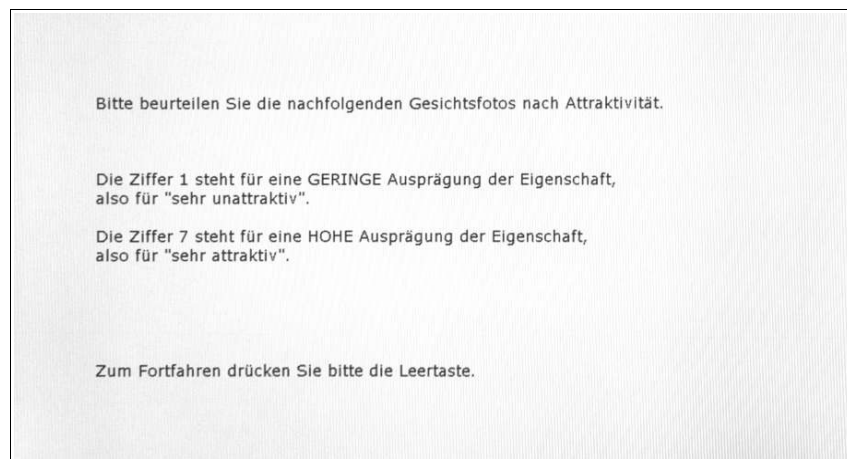 Bitte beurteilen Sie die nachfolgenden Gesichtsfotos nach Attraktivität.
Die Ziffer 1 steht für eine GERINGE Ausprägung der Eigenschaft,
also für "sehr unattraktiv".
Die Ziffer 7 steht für eine HOHE Ausprägung der Eigenschaft,
also für "sehr attraktiv".
Zum Fortfahren drücken Sie bitte die Leertaste.